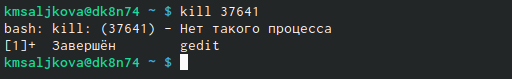 kmsaljkova@dk8n74 ~ $ kill 37641
bash: kill: (37641) - Нет такого процесса
[1]+  Завершён        gedit
kmsaljkova@dk8n74 ~ $